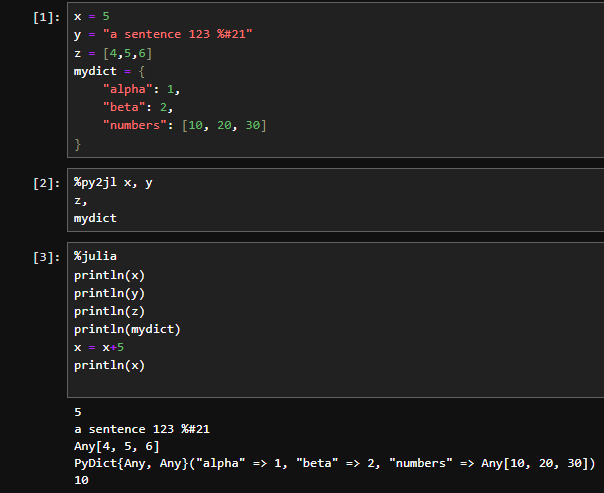 [1]: x = 5
y = "a sentence 123 %#21"
z = [4,5,6]
mydict = {
    "alpha": 1,
    "beta": 2,
    "numbers": [10, 20, 30]
}
[2]: %py2jl x, y
z,
mydict
[3]: %julia
println(x)
println(y)
println(z)
println(mydict)
x = x+5
println(x)
5
a sentence 123 %#21
Any[4, 5, 6]
PyDict{Any, Any}("alpha" => 1, "beta" => 2, "numbers" => Any[10, 20, 30])
10